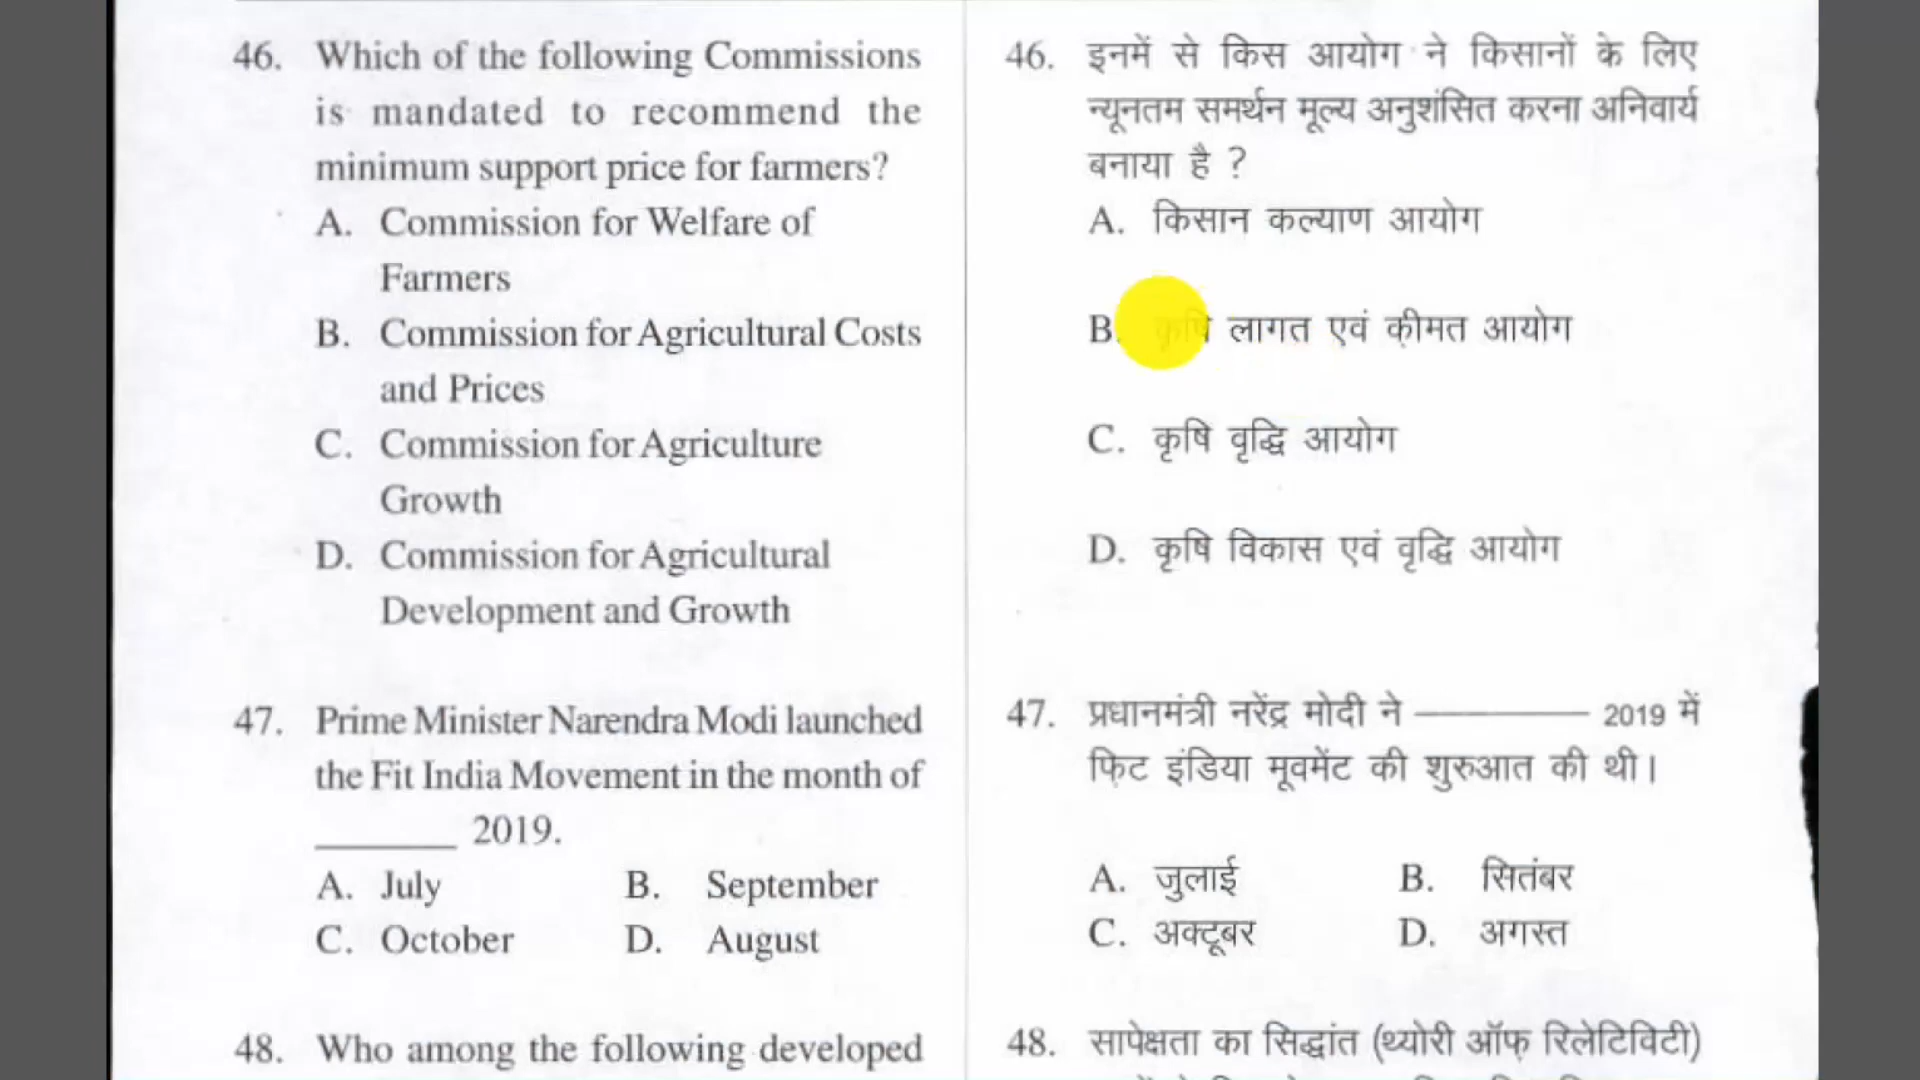 46. Which of the following Commissions
is mandated to recommend the
minimum support price for farmers?
A. Commission for Welfare of
Farmers
B. Commission for Agricultural Costs
and Prices
C. Commission for Agriculture
Growth
D. Commission for Agricultural
Development and Growth
47. Prime Minister Narendra Modi launched
the Fit India Movement in the month of
_______ 2019.
A. July B. September
C. October D. August
48. Who among the following developed
46. इनमें से किस आयोग ने किसानों के लिए
न्यूनतम समर्थन मूल्य अनुशंसित करना अनिवार्य
बनाया है ?
A. किसान कल्याण आयोग
B. कृषि लागत एवं क़ीमत आयोग
C. कृषि वृद्धि आयोग
D. कृषि विकास एवं वृद्धि आयोग
47. प्रधानमंत्री नरेंद्र मोदी ने ———— 2019 में
फ़िट इंडिया मूवमेंट की शुरुआत की थी।
A. जुलाई B. सितंबर
C. अक्टूबर D. अगस्त
48. सापेक्षता का सिद्धांत (थ्योरी ऑफ़ रिलेटिविटी)